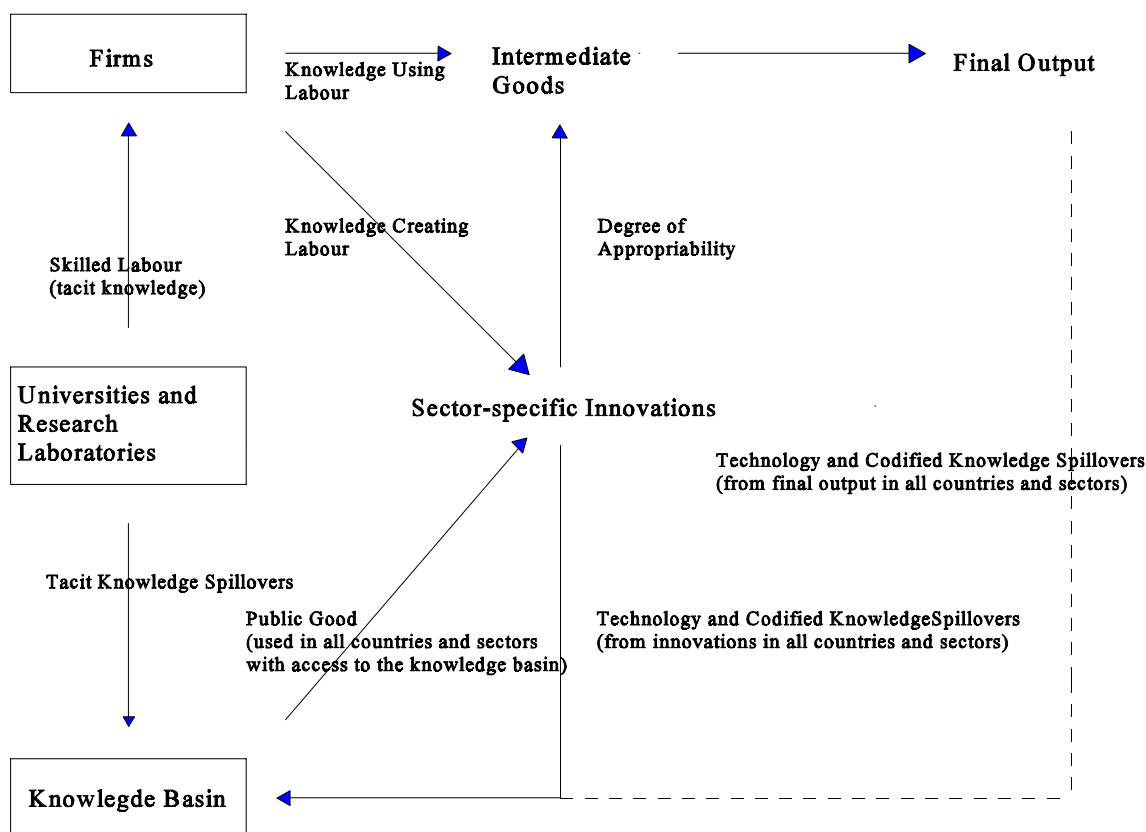 Firms
Knowledge Using
Labour
Intermediate
Goods
Final Output
Knowledge Creating
Labour
Degree of
Appropriability
Skilled Labour
(tacit knowledge)
Universities and
Research
Laboratories
Sector-specific Innovations
Technology and Codified Knowledge Spillovers
(from final output in all countries and sectors)
Tacit Knowledge Spillovers
Public Good
(used in all countries and sectors
with access to the knowledge basin)
Technology and Codified KnowledgeSpillovers
(from innovations in all countries and sectors)
Knowlegde Basin